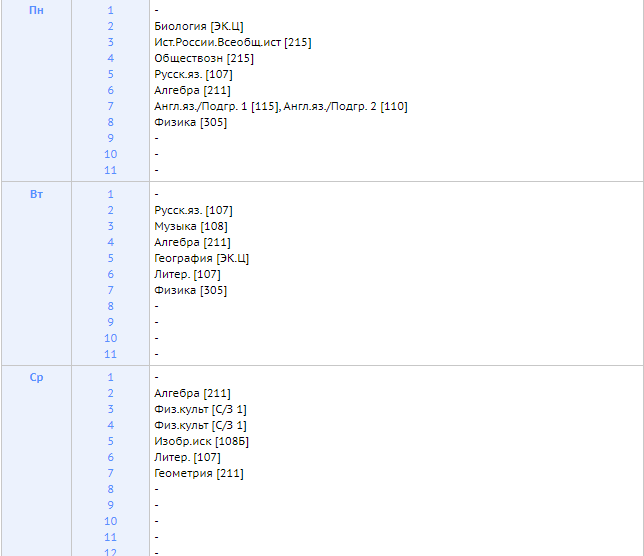 Пн 1 -
2 Биология [ЭК.Ц]
3 Ист.России.Всеобщ.ист [215]
4 Обществозн [215]
5 Русск.яз. [107]
6 Алгебра [211]
7 Англ.яз./Подгр. 1 [115], Англ.яз./Подгр. 2 [110]
8 Физика [305]
9 -
10 -
11 -
Вт 1 -
2 Русск.яз. [107]
3 Музыка [108]
4 Алгебра [211]
5 География [ЭК.Ц]
6 Литер. [107]
7 Физика [305]
8 -
9 -
10 -
11 -
Ср 1 -
2 Алгебра [211]
3 Физ.культ [С/З 1]
4 Физ.культ [С/З 1]
5 Изобр.иск [108Б]
6 Литер. [107]
7 Геометрия [211]
8 -
9 -
10 -
11 -
12 -